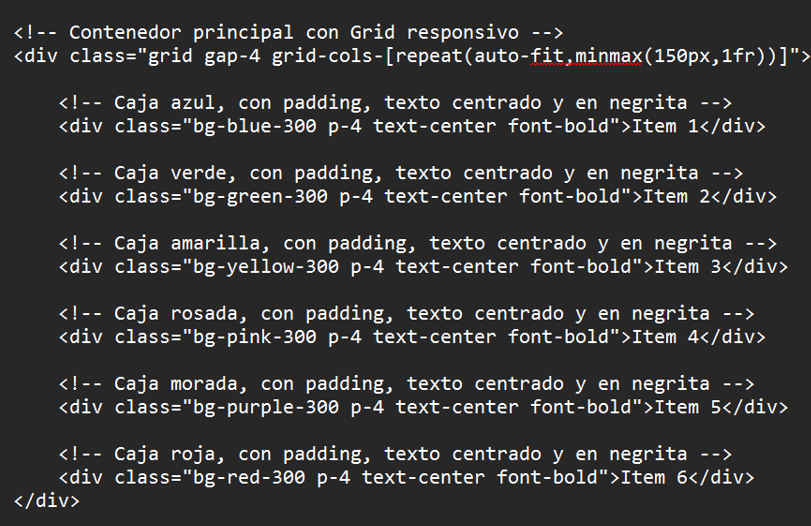 <!-- Contenedor principal con Grid responsivo -->
<div class="grid gap-4 grid-cols-[repeat(auto-fit,minmax(150px,1fr))]">
<!-- Caja azul, con padding, texto centrado y en negrita -->
<div class="bg-blue-300 p-4 text-center font-bold">Item 1</div>
<!-- Caja verde, con padding, texto centrado y en negrita -->
<div class="bg-green-300 p-4 text-center font-bold">Item 2</div>
<!-- Caja amarilla, con padding, texto centrado y en negrita -->
<div class="bg-yellow-300 p-4 text-center font-bold">Item 3</div>
<!-- Caja rosada, con padding, texto centrado y en negrita -->
<div class="bg-pink-300 p-4 text-center font-bold">Item 4</div>
<!-- Caja morada, con padding, texto centrado y en negrita -->
<div class="bg-purple-300 p-4 text-center font-bold">Item 5</div>
<!-- Caja roja, con padding, texto centrado y en negrita -->
<div class="bg-red-300 p-4 text-center font-bold">Item 6</div>
</div>